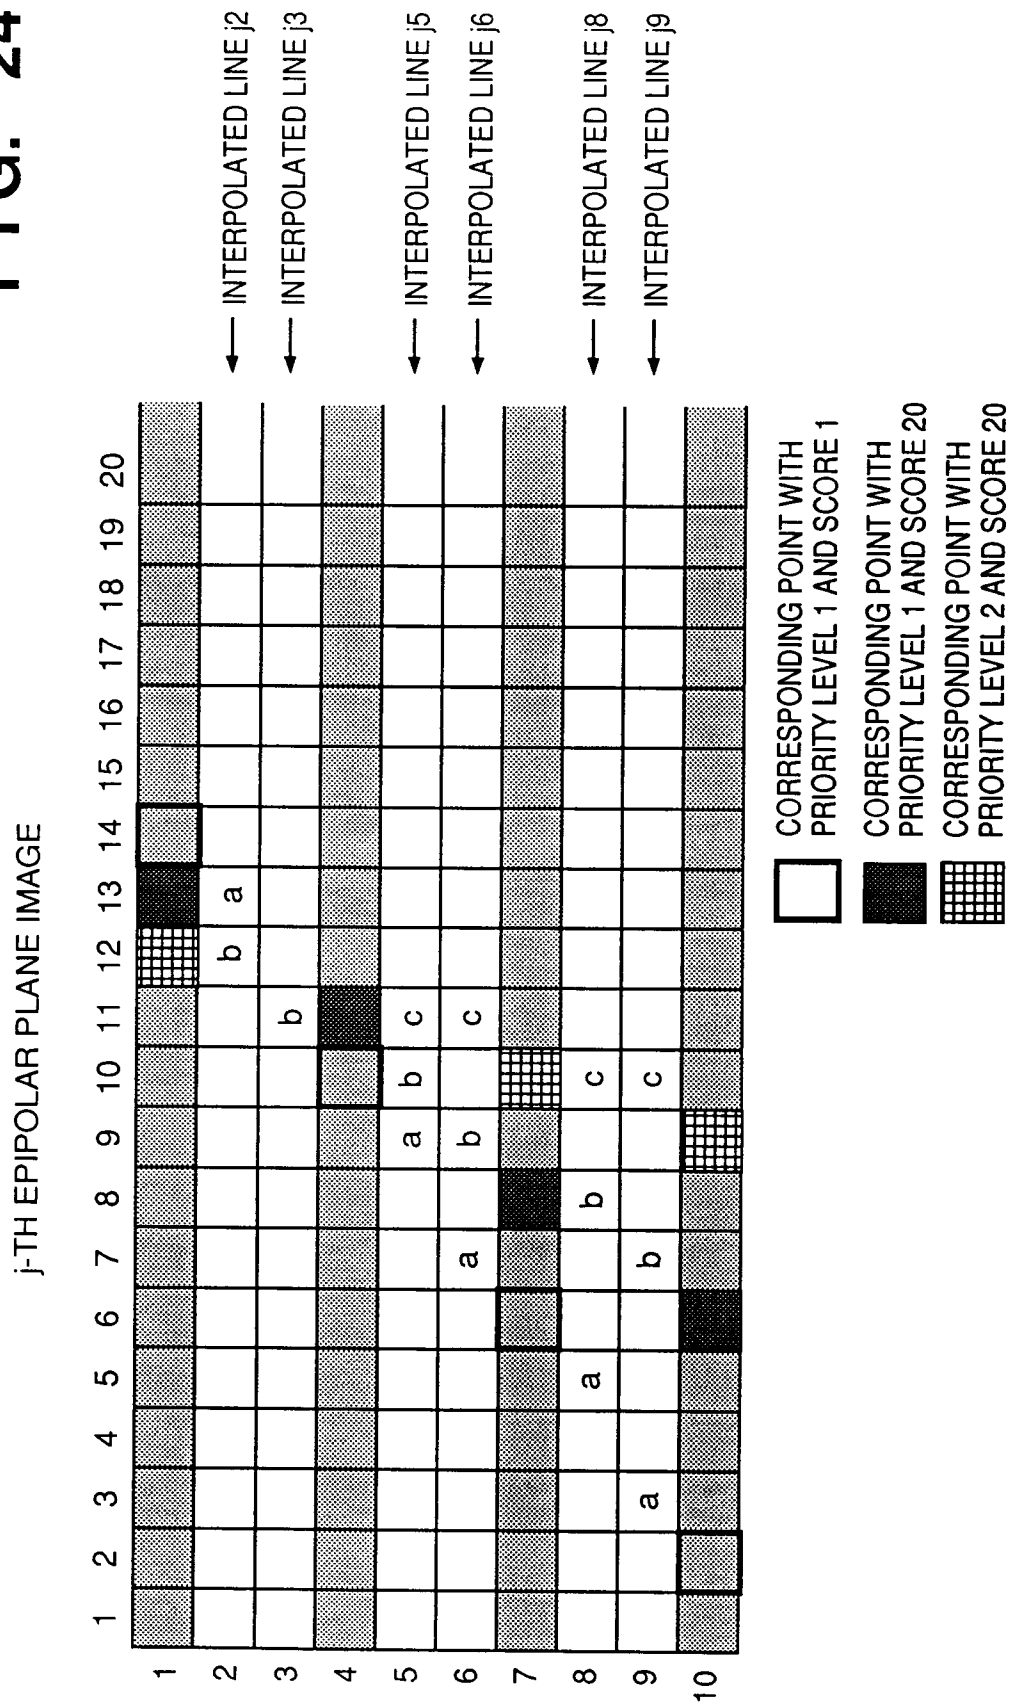 FIG. 24
j-TH EPIPOLAR PLANE IMAGE
1 2 3 4 5 6 7 8 9 10 11 12 13 14 15 16 17 18 19 20
1
2 b a INTERPOLATED LINE j2
3 b INTERPOLATED LINE j3
4
5 a b c INTERPOLATED LINE j5
6 a b c INTERPOLATED LINE j6
7
8 a b c INTERPOLATED LINE j8
9 a b c INTERPOLATED LINE j9
10
CORRESPONDING POINT WITH
PRIORITY LEVEL 1 AND SCORE 1
CORRESPONDING POINT WITH
PRIORITY LEVEL 1 AND SCORE 20
CORRESPONDING POINT WITH
PRIORITY LEVEL 2 AND SCORE 20